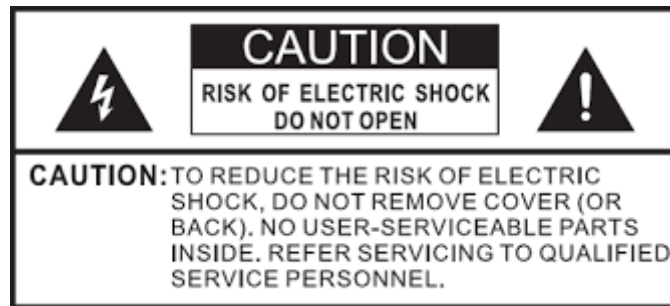 CAUTION
RISK OF ELECTRIC SHOCK
DO NOT OPEN
CAUTION: TO REDUCE THE RISK OF ELECTRIC
SHOCK, DO NOT REMOVE COVER (OR
BACK). NO USER-SERVICEABLE PARTS
INSIDE. REFER SERVICING TO QUALIFIED
SERVICE PERSONNEL.